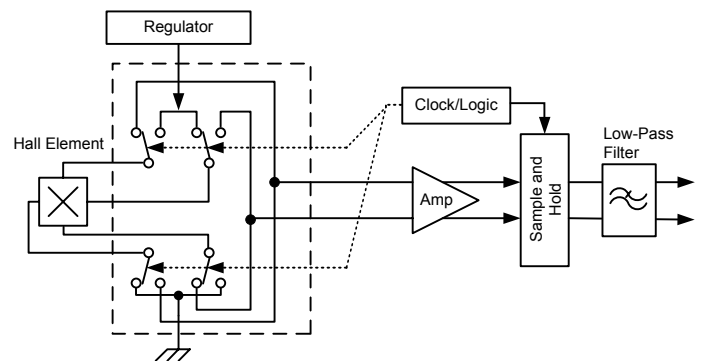 Regulator
Clock/Logic
Hall Element
Amp
Sample and
Hold
Low-Pass
Filter